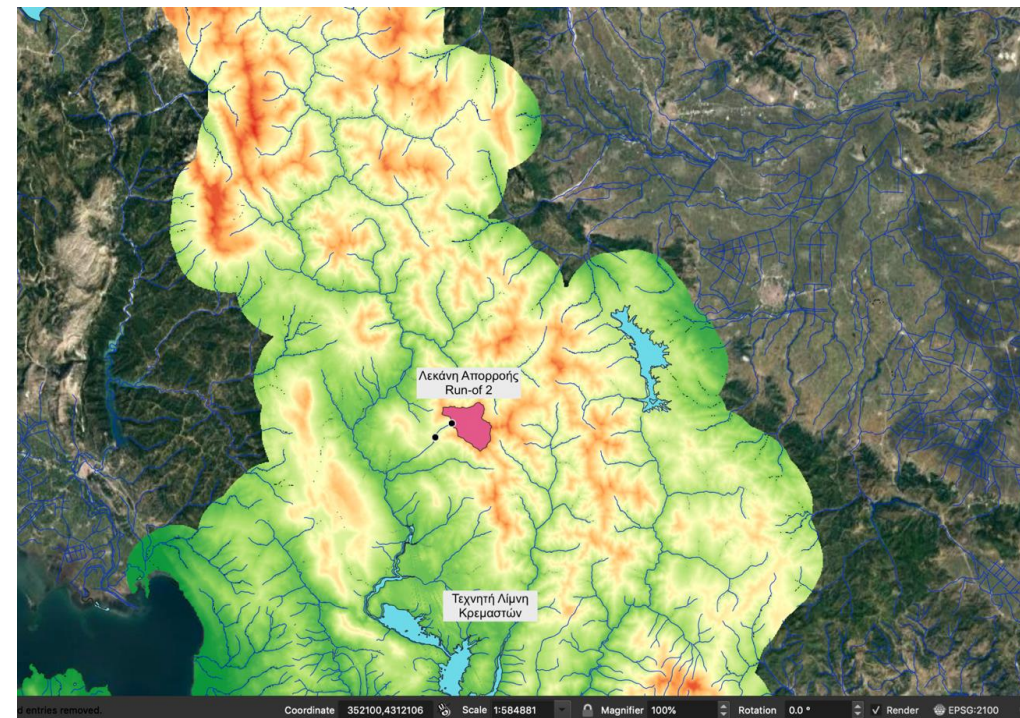 Λεκάνη Απορροής
Run-of 2
Τεχνητή Λίμνη
Κρεμαστών
d entries removed. Coordinate 352100,4312106 Scale 1:584881 Magnifier 100% Rotation 0.0 ° Render EPSG:2100